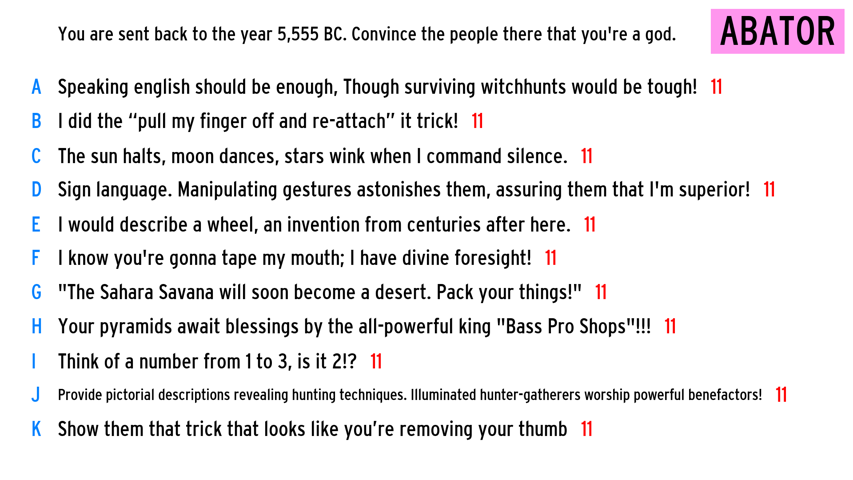 You are sent back to the year 5,555 BC. Convince the people there that you're a god.
ABATOR
A Speaking english should be enough, Though surviving witchhunts would be tough! 11
B I did the “pull my finger off and re-attach” it trick! 11
C The sun halts, moon dances, stars wink when I command silence. 11
D Sign language. Manipulating gestures astonishes them, assuring them that I'm superior! 11
E I would describe a wheel, an invention from centuries after here. 11
F I know you're gonna tape my mouth; I have divine foresight! 11
G "The Sahara Savana will soon become a desert. Pack your things!" 11
H Your pyramids await blessings by the all-powerful king "Bass Pro Shops"!!! 11
I Think of a number from 1 to 3, is it 2!? 11
J Provide pictorial descriptions revealing hunting techniques. Illuminated hunter-gatherers worship powerful benefactors! 11
K Show them that trick that looks like you’re removing your thumb 11